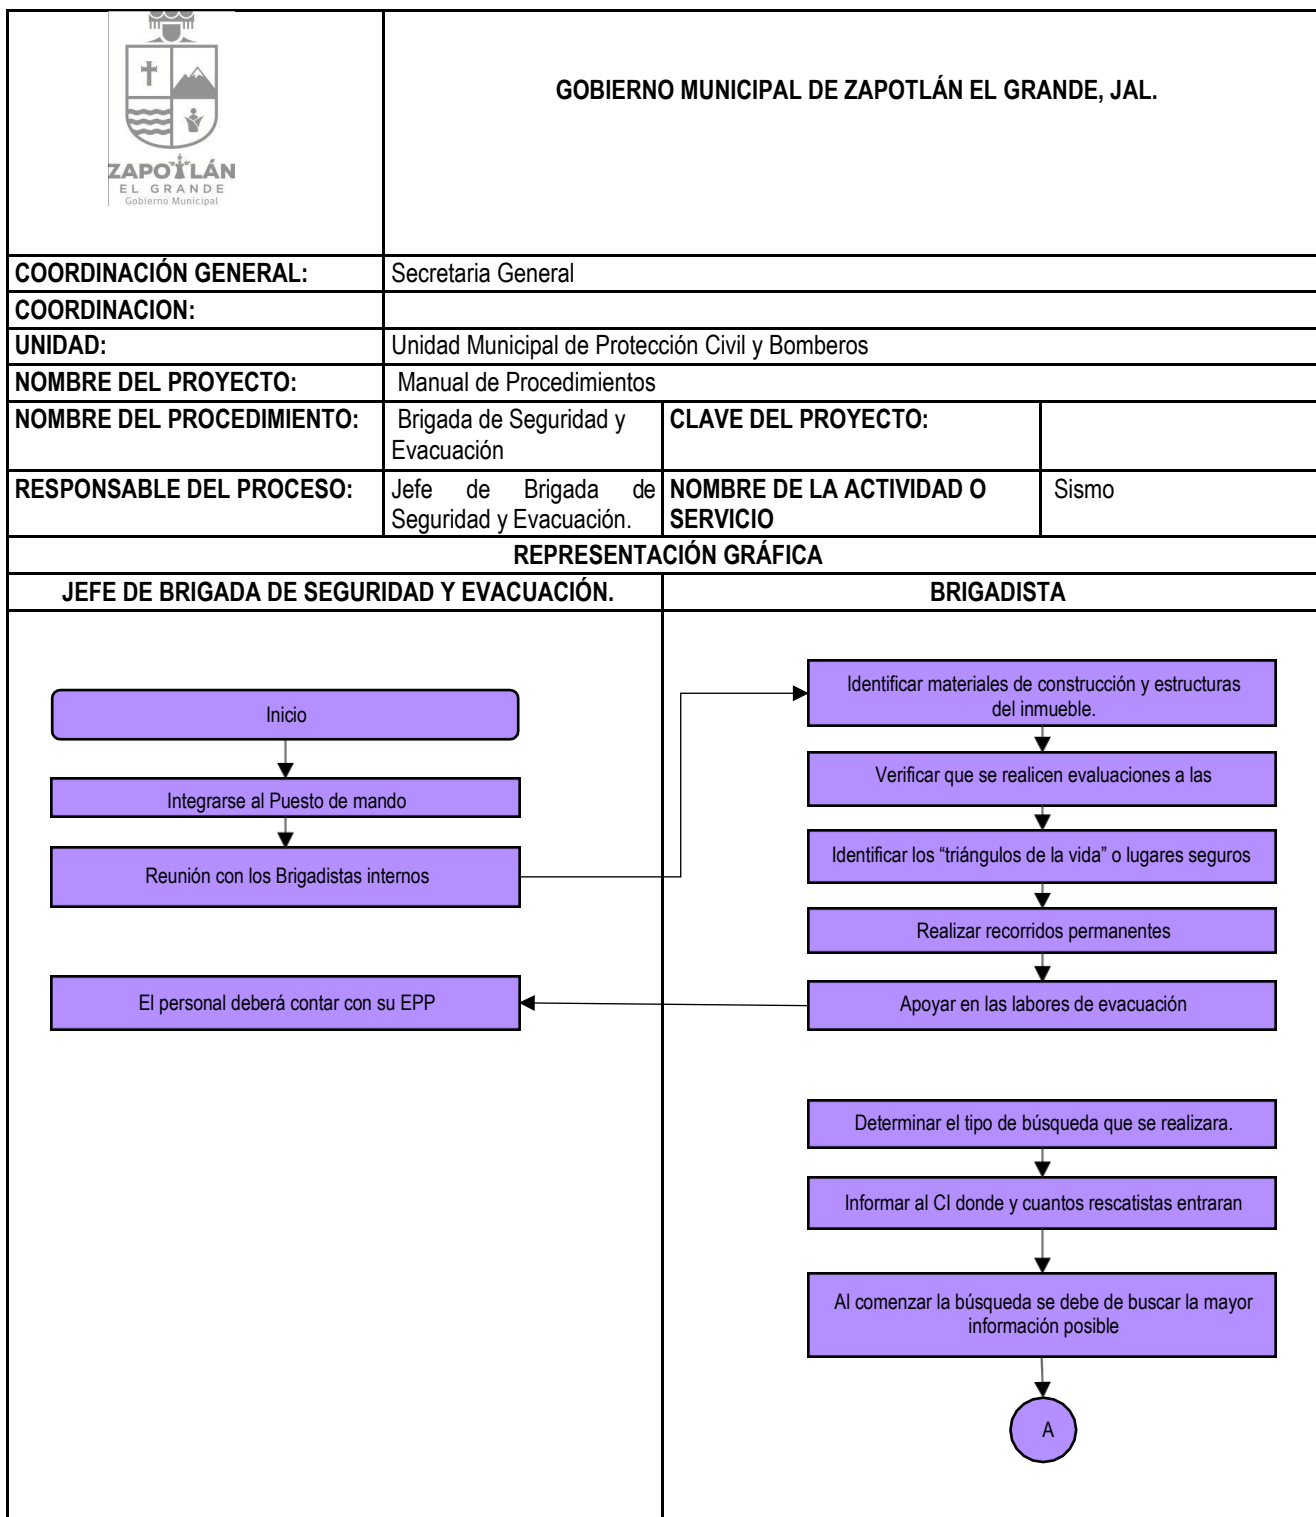 ZAPOTLÁN
EL GRANDE
Gobierno Municipal
GOBIERNO MUNICIPAL DE ZAPOTLÁN EL GRANDE, JAL.
COORDINACIÓN GENERAL:
Secretaria General
COORDINACION:
UNIDAD:
Unidad Municipal de Protección Civil y Bomberos
NOMBRE DEL PROYECTO:
Manual de Procedimientos
NOMBRE DEL PROCEDIMIENTO:
Brigada de Seguridad y
Evacuación
CLAVE DEL PROYECTO:
RESPONSABLE DEL PROCESO:
Jefe de Brigada de
Seguridad y Evacuación.
NOMBRE DE LA ACTIVIDAD O
SERVICIO
Sismo
REPRESENTACIÓN GRÁFICA
JEFE DE BRIGADA DE SEGURIDAD Y EVACUACIÓN.
BRIGADISTA
Inicio
Integrarse al Puesto de mando
Reunión con los Brigadistas internos
Identificar materiales de construcción y estructuras
del inmueble.
Verificar que se realicen evaluaciones a las
Identificar los “triángulos de la vida” o lugares seguros
Realizar recorridos permanentes
Apoyar en las labores de evacuación
El personal deberá contar con su EPP
Determinar el tipo de búsqueda que se realizara.
Informar al CI donde y cuantos rescatistas entraran
Al comenzar la búsqueda se debe de buscar la mayor
información posible
A